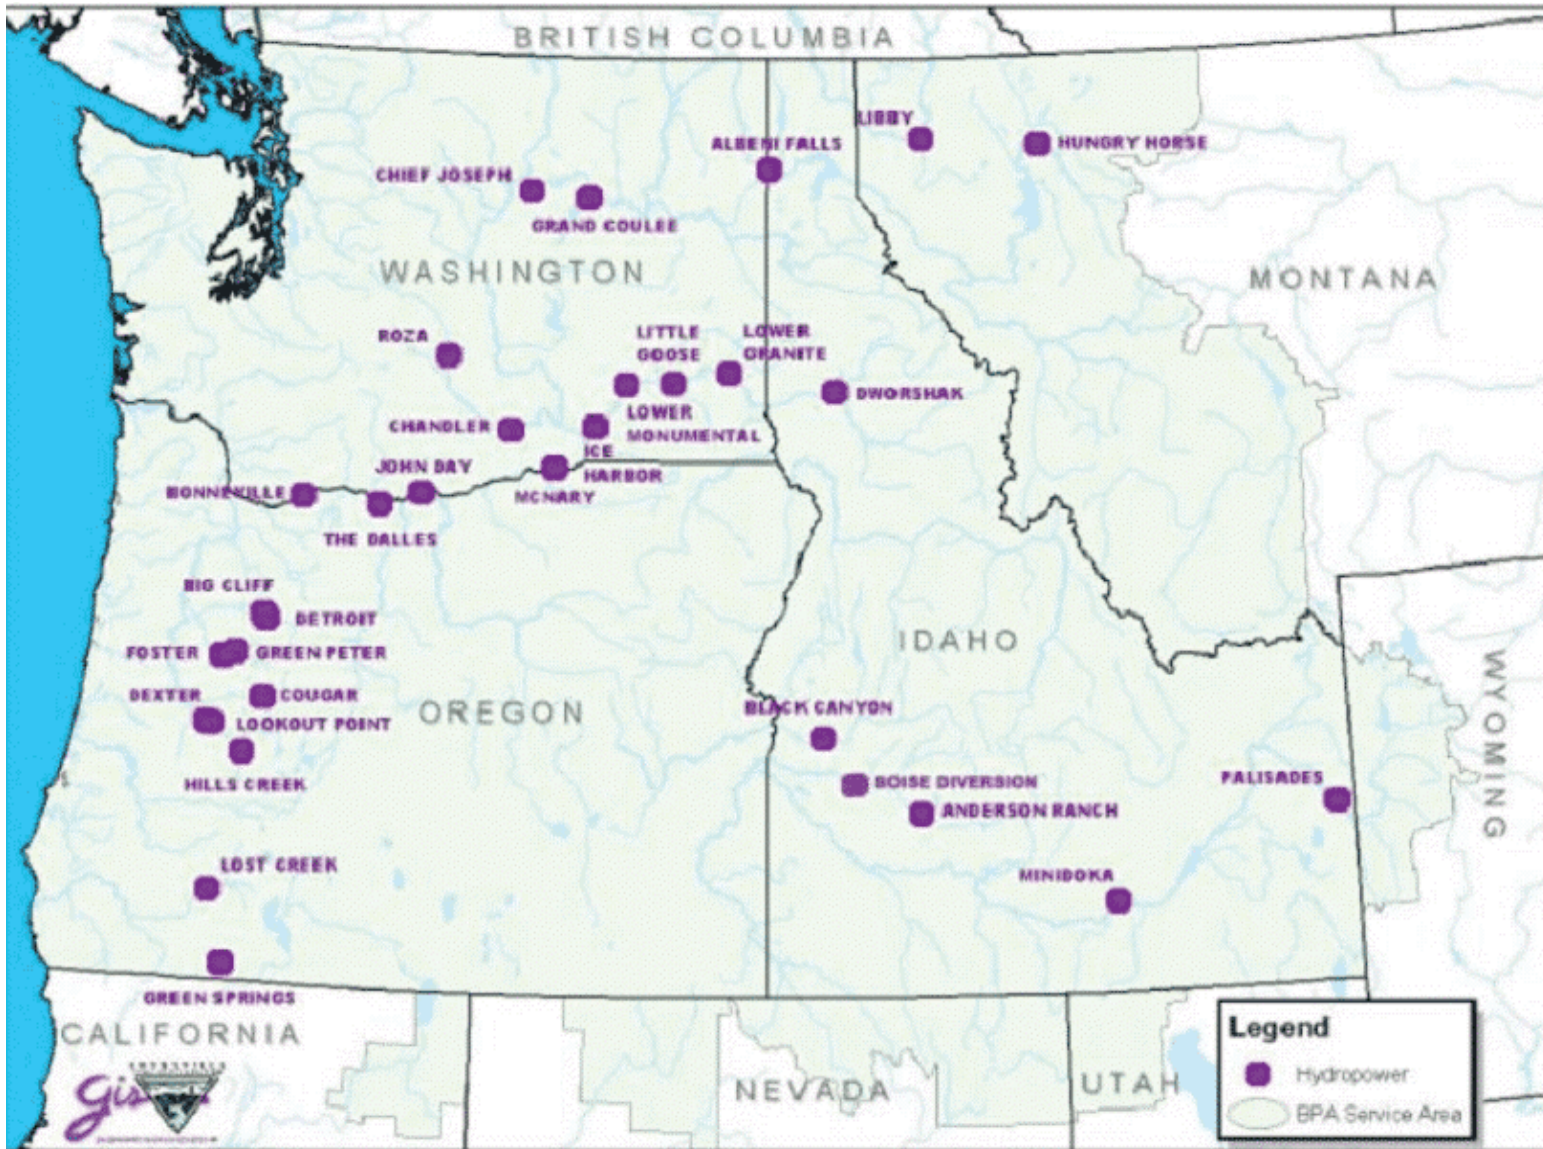 BRITISH COLUMBIA
LIBBY
HUNGRY HORSE
ALBENI FALLS
CHIEF JOSEPH
GRAND COULEE
WASHINGTON
MONTANA
ROZA
LITTLE
GOOSE
LOWER
GRANITE
DWORSHAK
CHANDLER
LOWER
MONUMENTAL
ICE
HARBOR
JOHN DAY
MCNARY
BONNEVILLE
THE DALLES
BIG CLIFF
DETROIT
FOSTER
GREEN PETER
IDAHO
WYOMING
DEXTER
COUGAR
LOOKOUT POINT
OREGON
BLACK CANYON
HILLS CREEK
BOISE DIVERSION
PALISADES
ANDERSON RANCH
LOST CREEK
MINIDOKA
GREEN SPRINGS
CALIFORNIA
NEVADA
UTAH
Legend
Hydropower
BPA Service Area